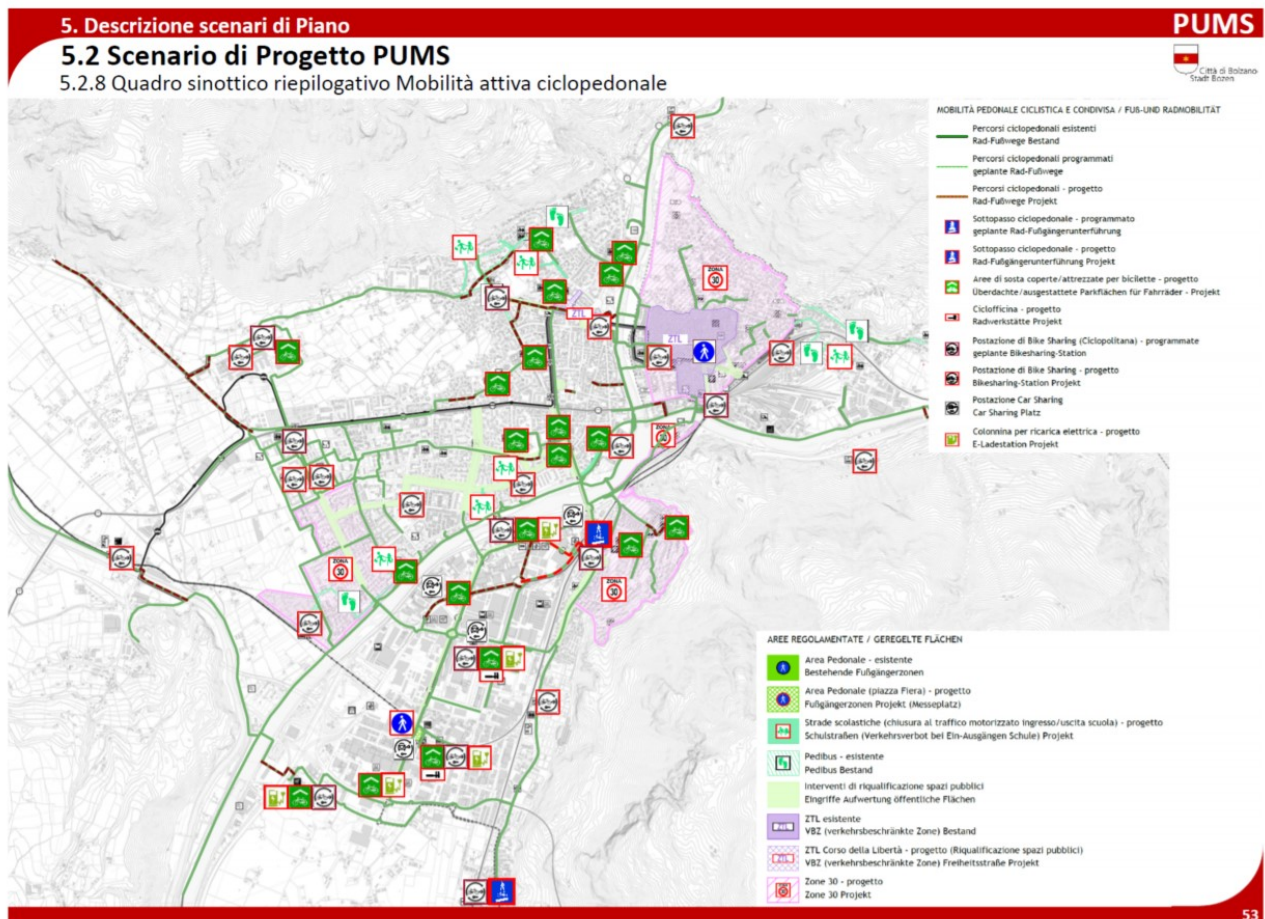 5. Descrizione scenari di Piano
PUMS
5.2 Scenario di Progetto PUMS
5.2.8 Quadro sinottico riepilogativo Mobilità attiva ciclopedonale
Città di Bolzano
Stadt Bozen
MOBILITÀ PEDONALE CICLISTICA E CONDIVISA / FUß-UND RADMOBILITÄT
Percorsi ciclopedonali esistenti
Rad-Fußwege Bestand
Percorsi ciclopedonali programmati
geplante Rad-Fußwege
Percorsi ciclopedonali - progetto
Rad-Fußwege Projekt
Sottopasso ciclopedonale - programmato
geplante Rad-Fußgängerunterführung
Sottopasso ciclopedonale - progetto
Rad-Fußgängerunterführung Projekt
Aree di sosta coperte/attrezzate per biciclette - progetto
Überdachte/ausgestattete Parkflächen für Fahrräder - Projekt
Ciclofficina - progetto
Radwerkstätte Projekt
Postazione di Bike Sharing (Ciclopolitana) - programmate
geplante Bikesharing-Station
Postazione di Bike Sharing - progetto
Bikesharing-Station Projekt
Postazione Car Sharing
Car Sharing Platz
Colonnina per ricarica elettrica - progetto
E-Ladestation Projekt
ZONA
30
ZTL
ZTL
ZONA
30
ZONA
30
ZONA
30
AREE REGOLAMENTATE / GEREGELTE FLÄCHEN
Area Pedonale - esistente
Bestehende Fußgängerzonen
Area Pedonale (piazza Fiera) - progetto
Fußgängerzonen Projekt (Messeplatz)
Strade scolastiche (chiusura al traffico motorizzato ingresso/uscita scuola) - progetto
Schulstraßen (Verkehrsverbot bei Ein-Ausgängen Schule) Projekt
Pedibus - esistente
Pedibus Bestand
Interventi di riqualificazione spazi pubblici
Eingriffe Aufwertung öffentliche Flächen
ZTL
ZTL esistente
VBZ (verkehrsbeschränkte Zone) Bestand
ZTL
ZTL Corso della Libertà - progetto (Riqualificazione spazi pubblici)
VBZ (verkehrsbeschränkte Zone) Freiheitsstraße Projekt
Zone 30 - progetto
Zone 30 Projekt
53